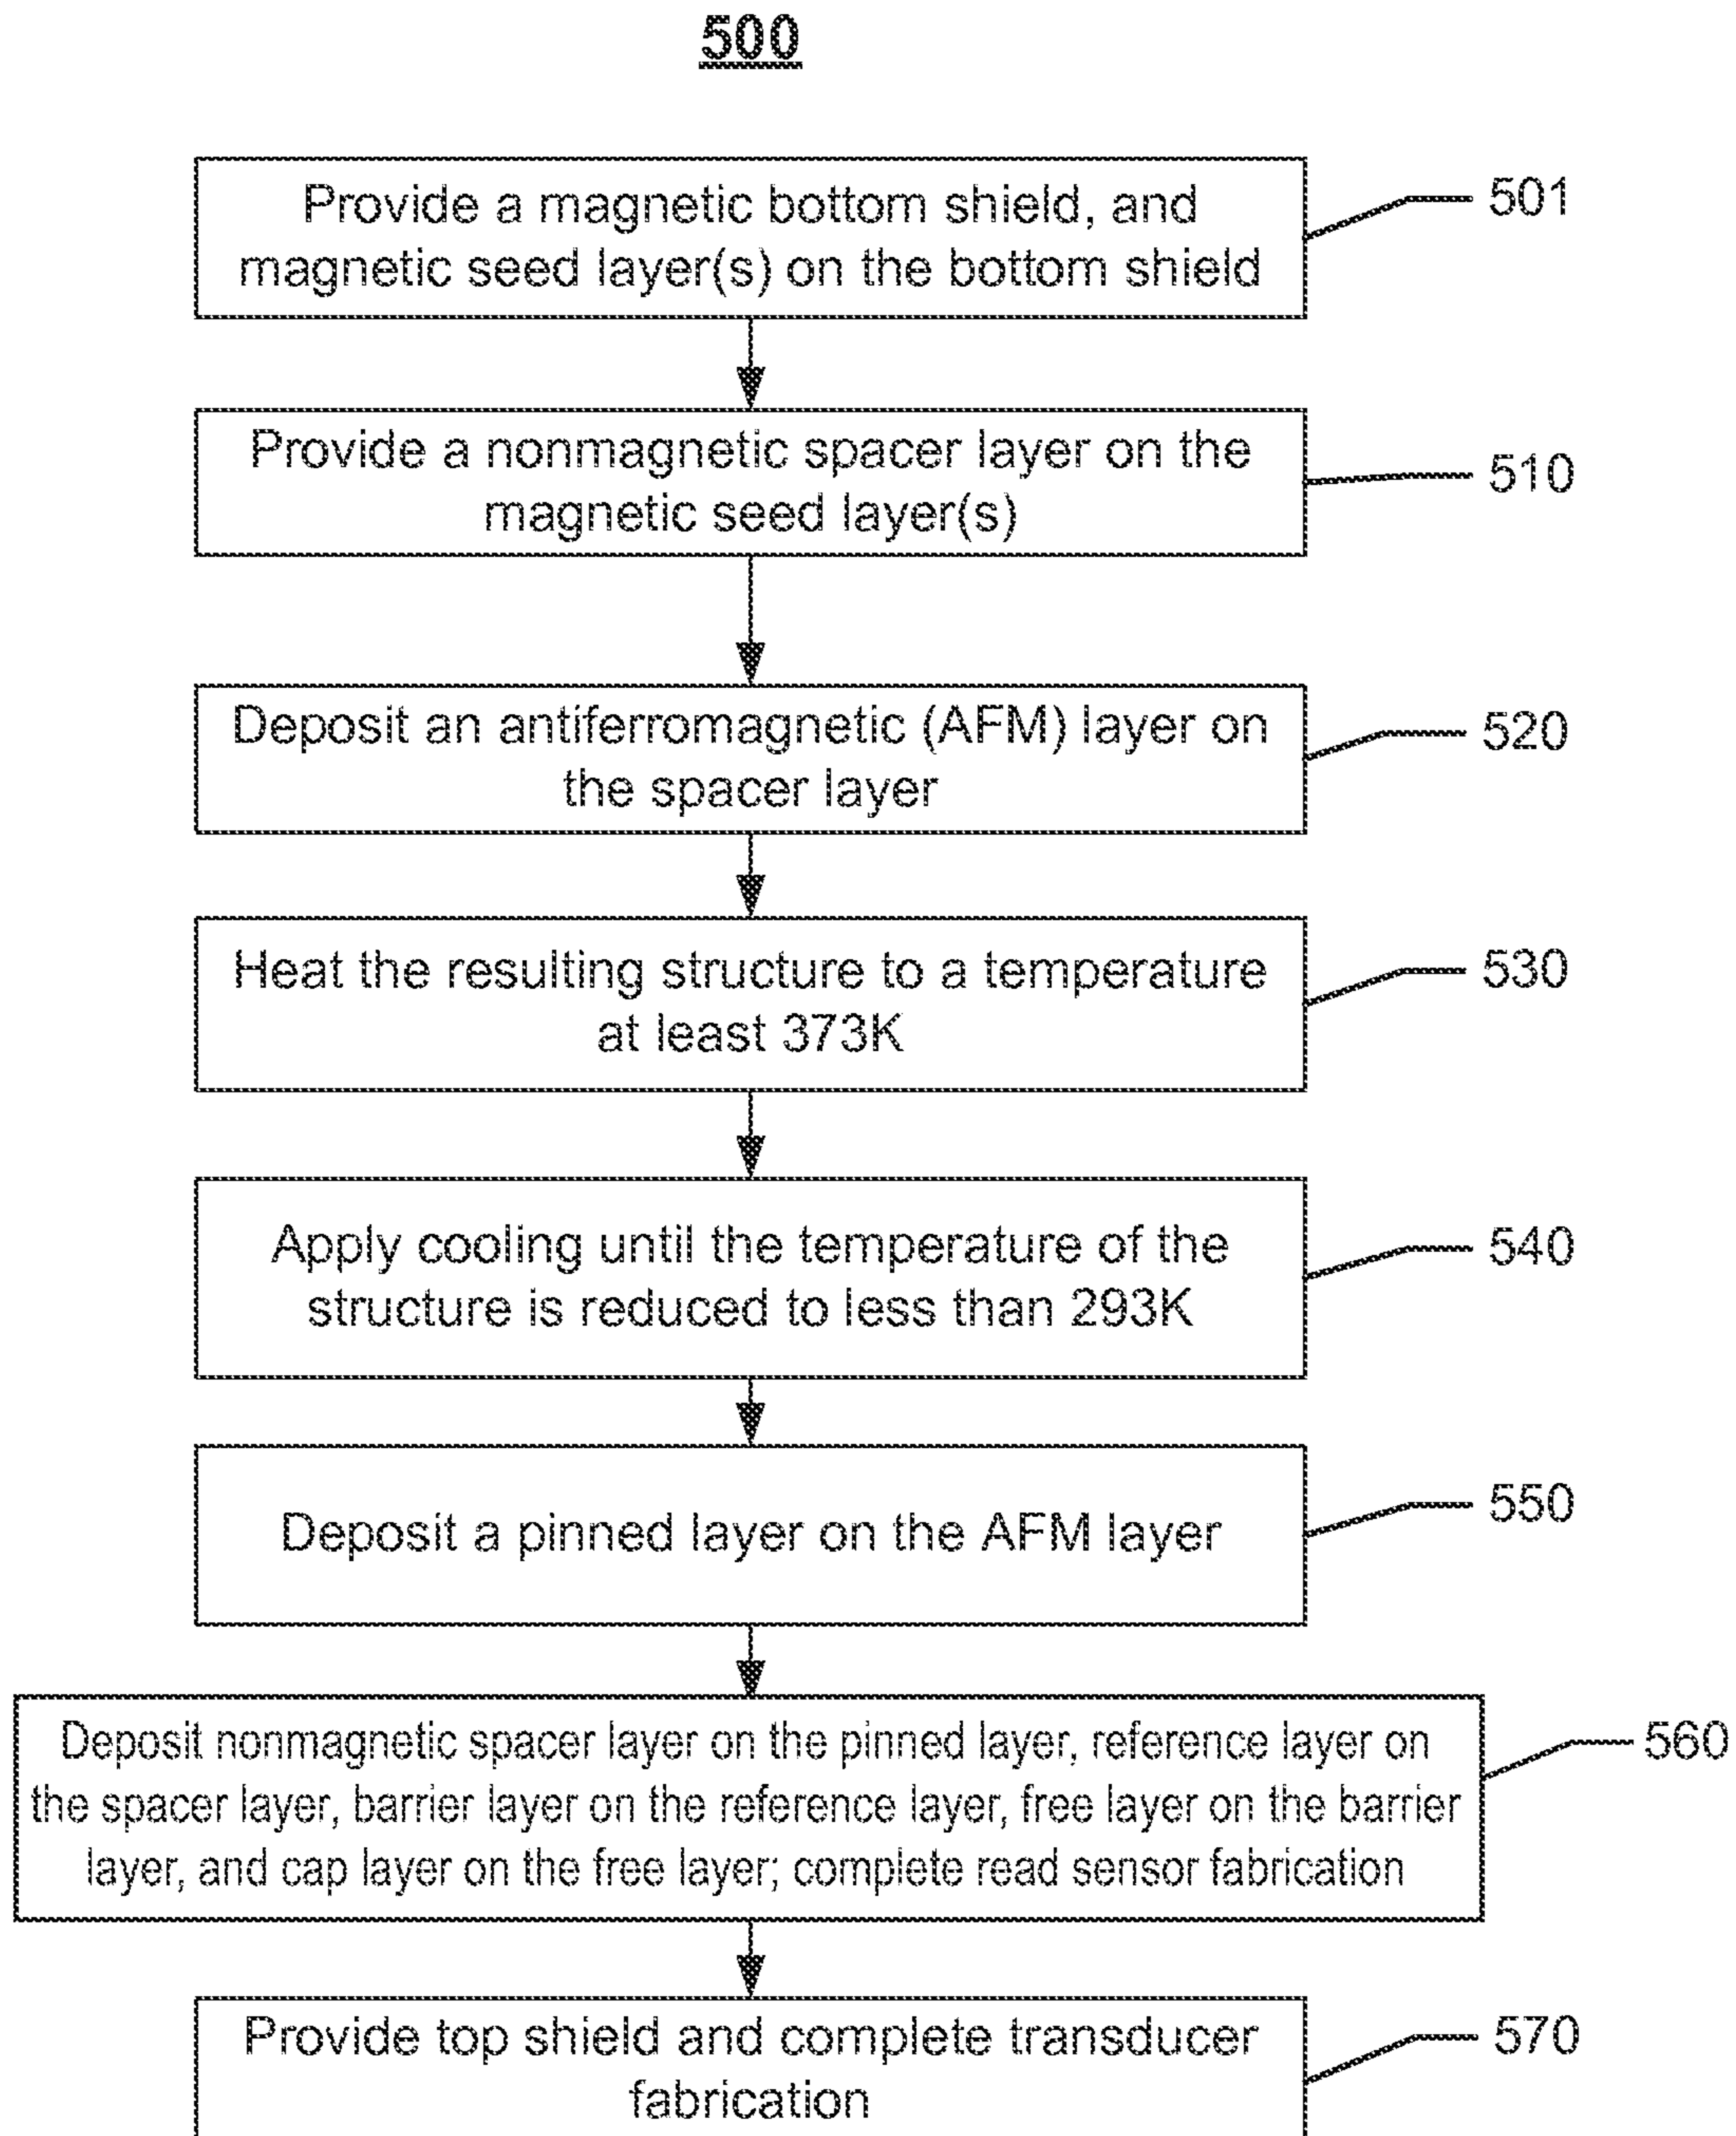 500
Provide a magnetic bottom shield, and
magnetic seed layer(s) on the bottom shield
501
Provide a nonmagnetic spacer layer on the
magnetic seed layer(s)
510
Deposit an antiferromagnetic (AFM) layer on
the spacer layer
520
Heat the resulting structure to a temperature
at least 373K
530
Apply cooling until the temperature of the
structure is reduced to less than 293K
540
Deposit a pinned layer on the AFM layer
550
Deposit nonmagnetic spacer layer on the pinned layer, reference layer on
the spacer layer, barrier layer on the reference layer, free layer on the barrier
layer, and cap layer on the free layer; complete read sensor fabrication
560
Provide top shield and complete transducer
fabrication
570